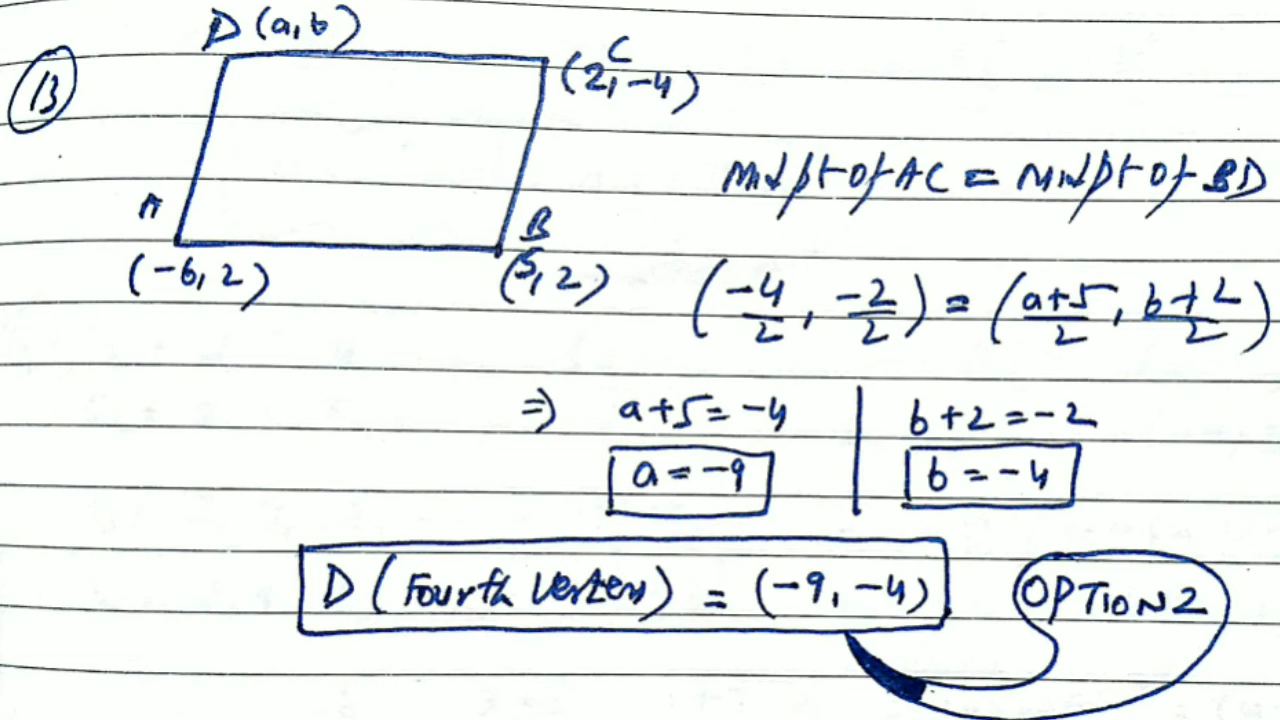 13
D (a,b)
C
(2,-4)
A
(-6,2)
B
(5,2)
Midpt of AC = Midpt of BD
(-4/2, -2/2) = (a+5/2, b+2/2)
=> a+5=-4 | b+2=-2
a=-9 b=-4
D (Fourth Vertex) = (-9,-4)
OPTION 2